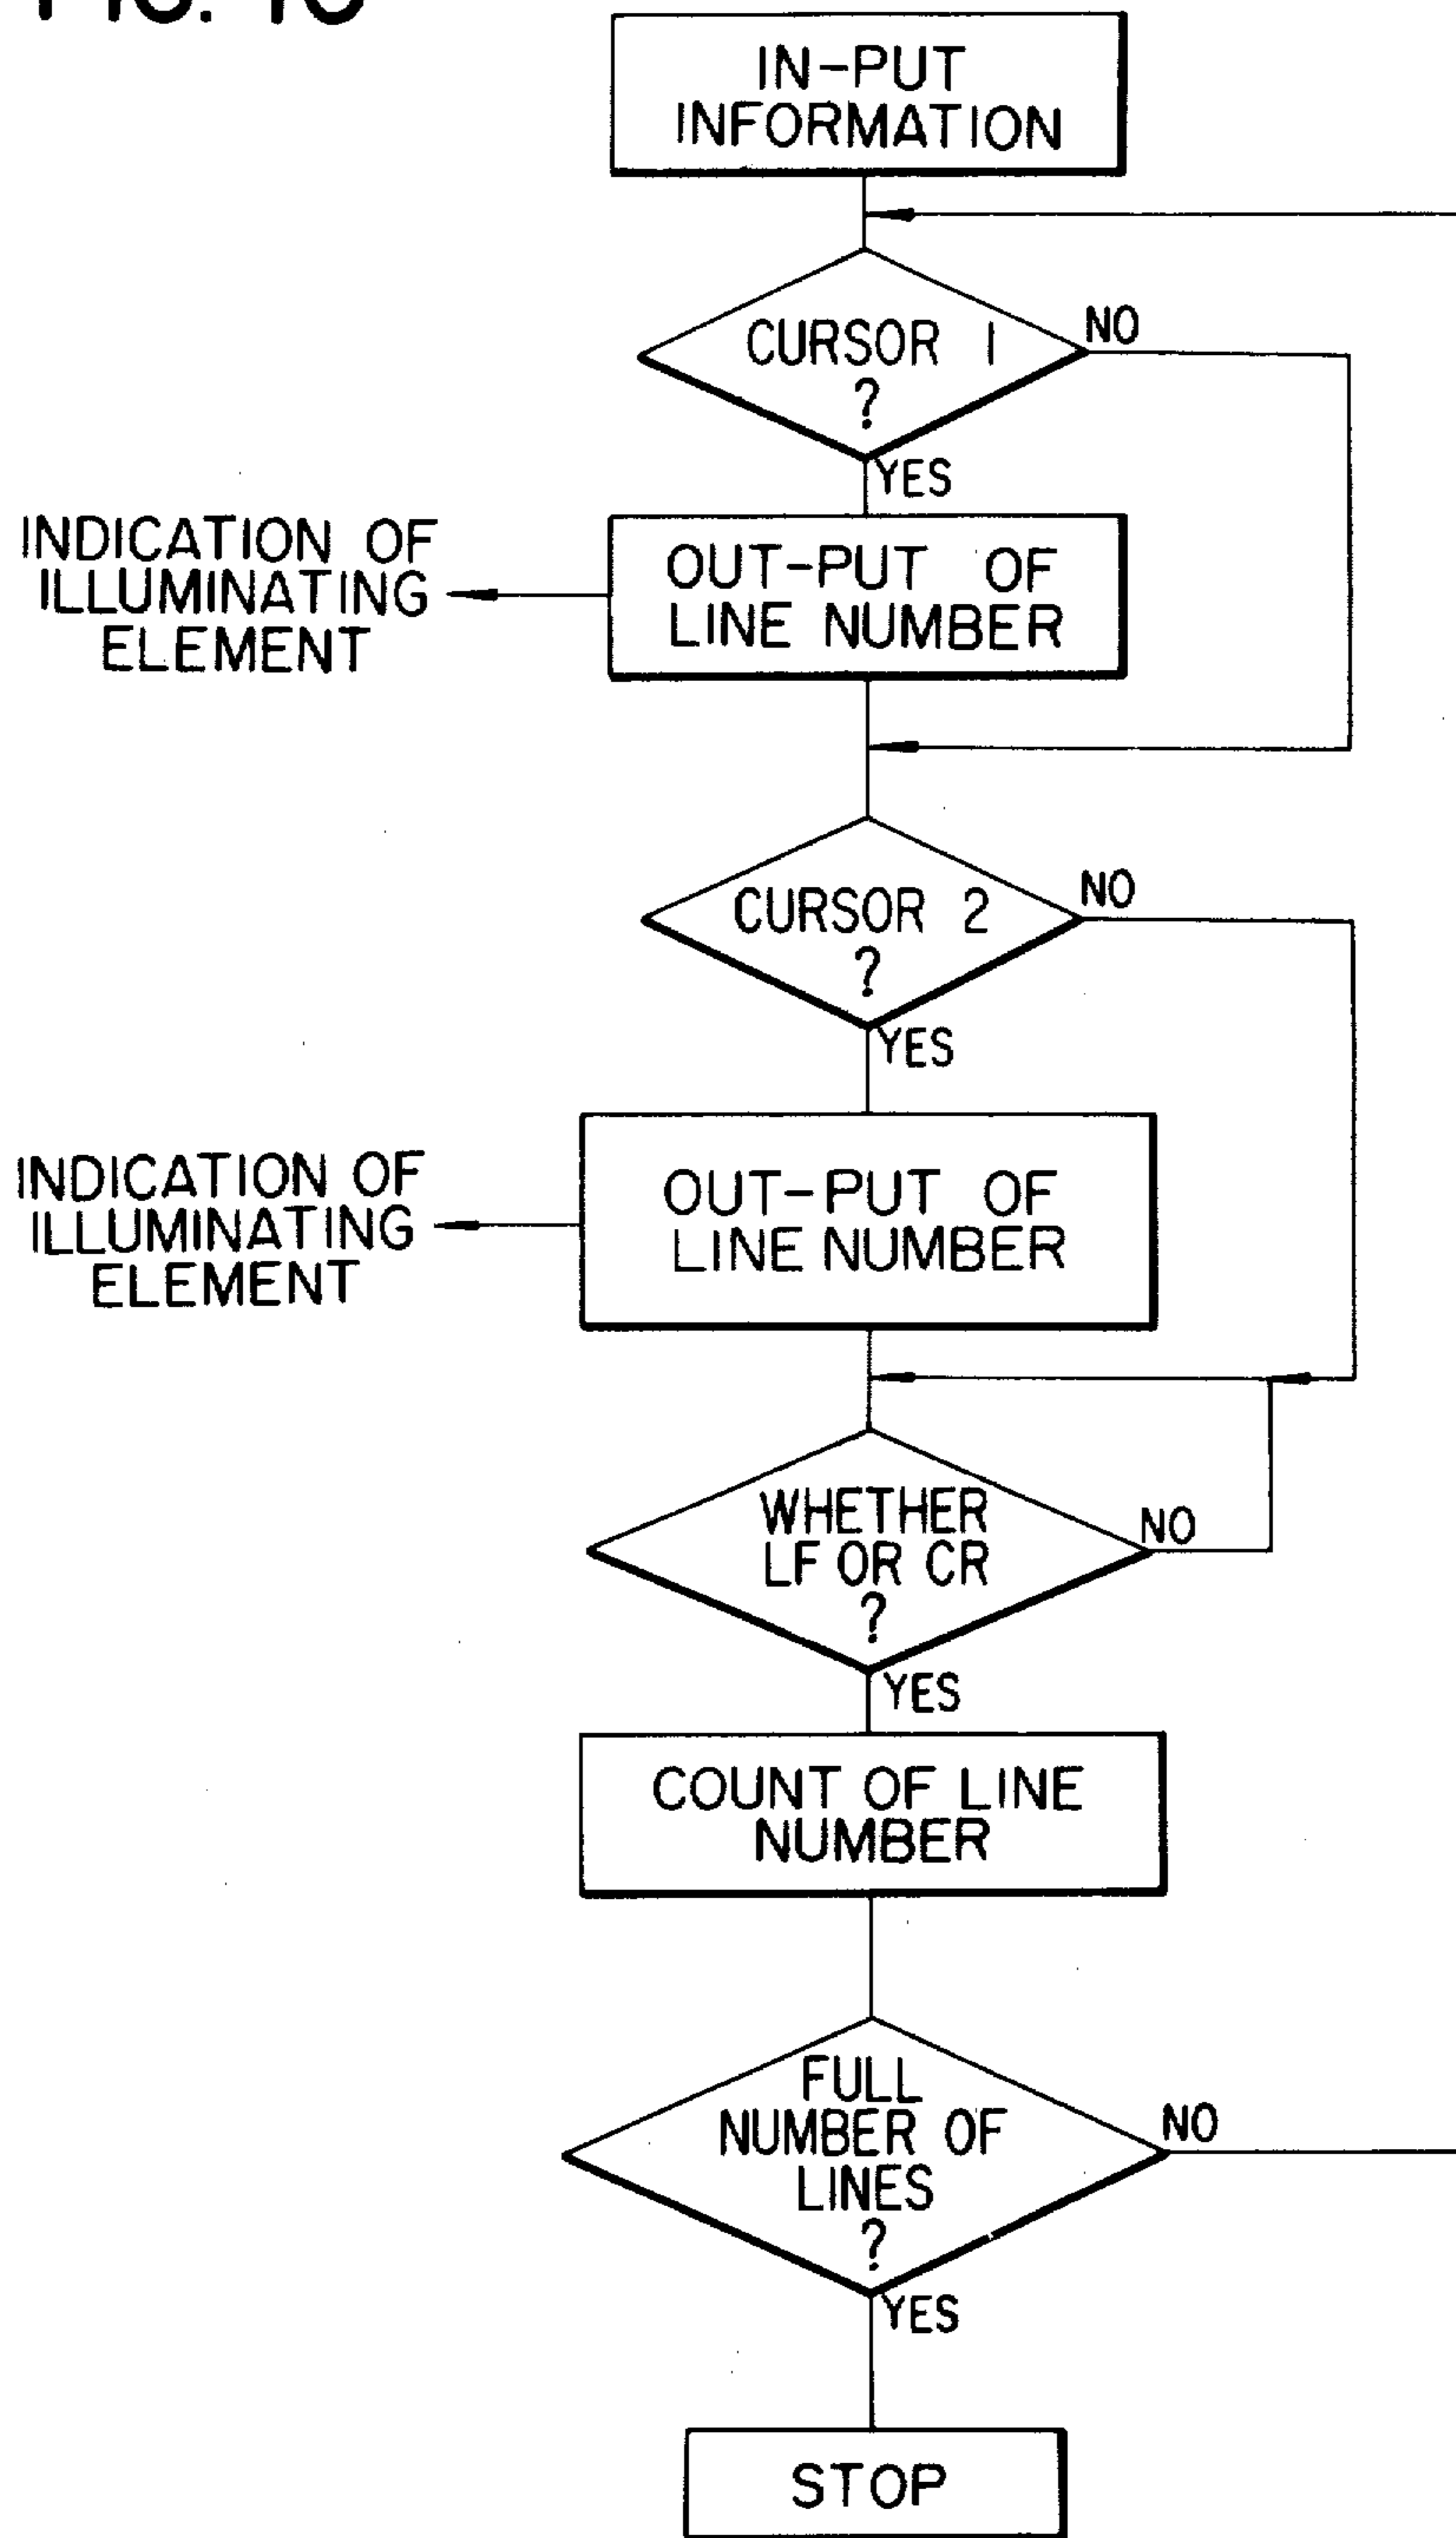 IN-PUT
INFORMATION
CURSOR 1
?
NO
YES
INDICATION OF
ILLUMINATING
ELEMENT
OUT-PUT OF
LINE NUMBER
CURSOR 2
?
NO
YES
INDICATION OF
ILLUMINATING
ELEMENT
OUT-PUT OF
LINE NUMBER
WHETHER
LF OR CR
?
NO
YES
COUNT OF LINE
NUMBER
FULL
NUMBER OF
LINES
?
NO
YES
STOP